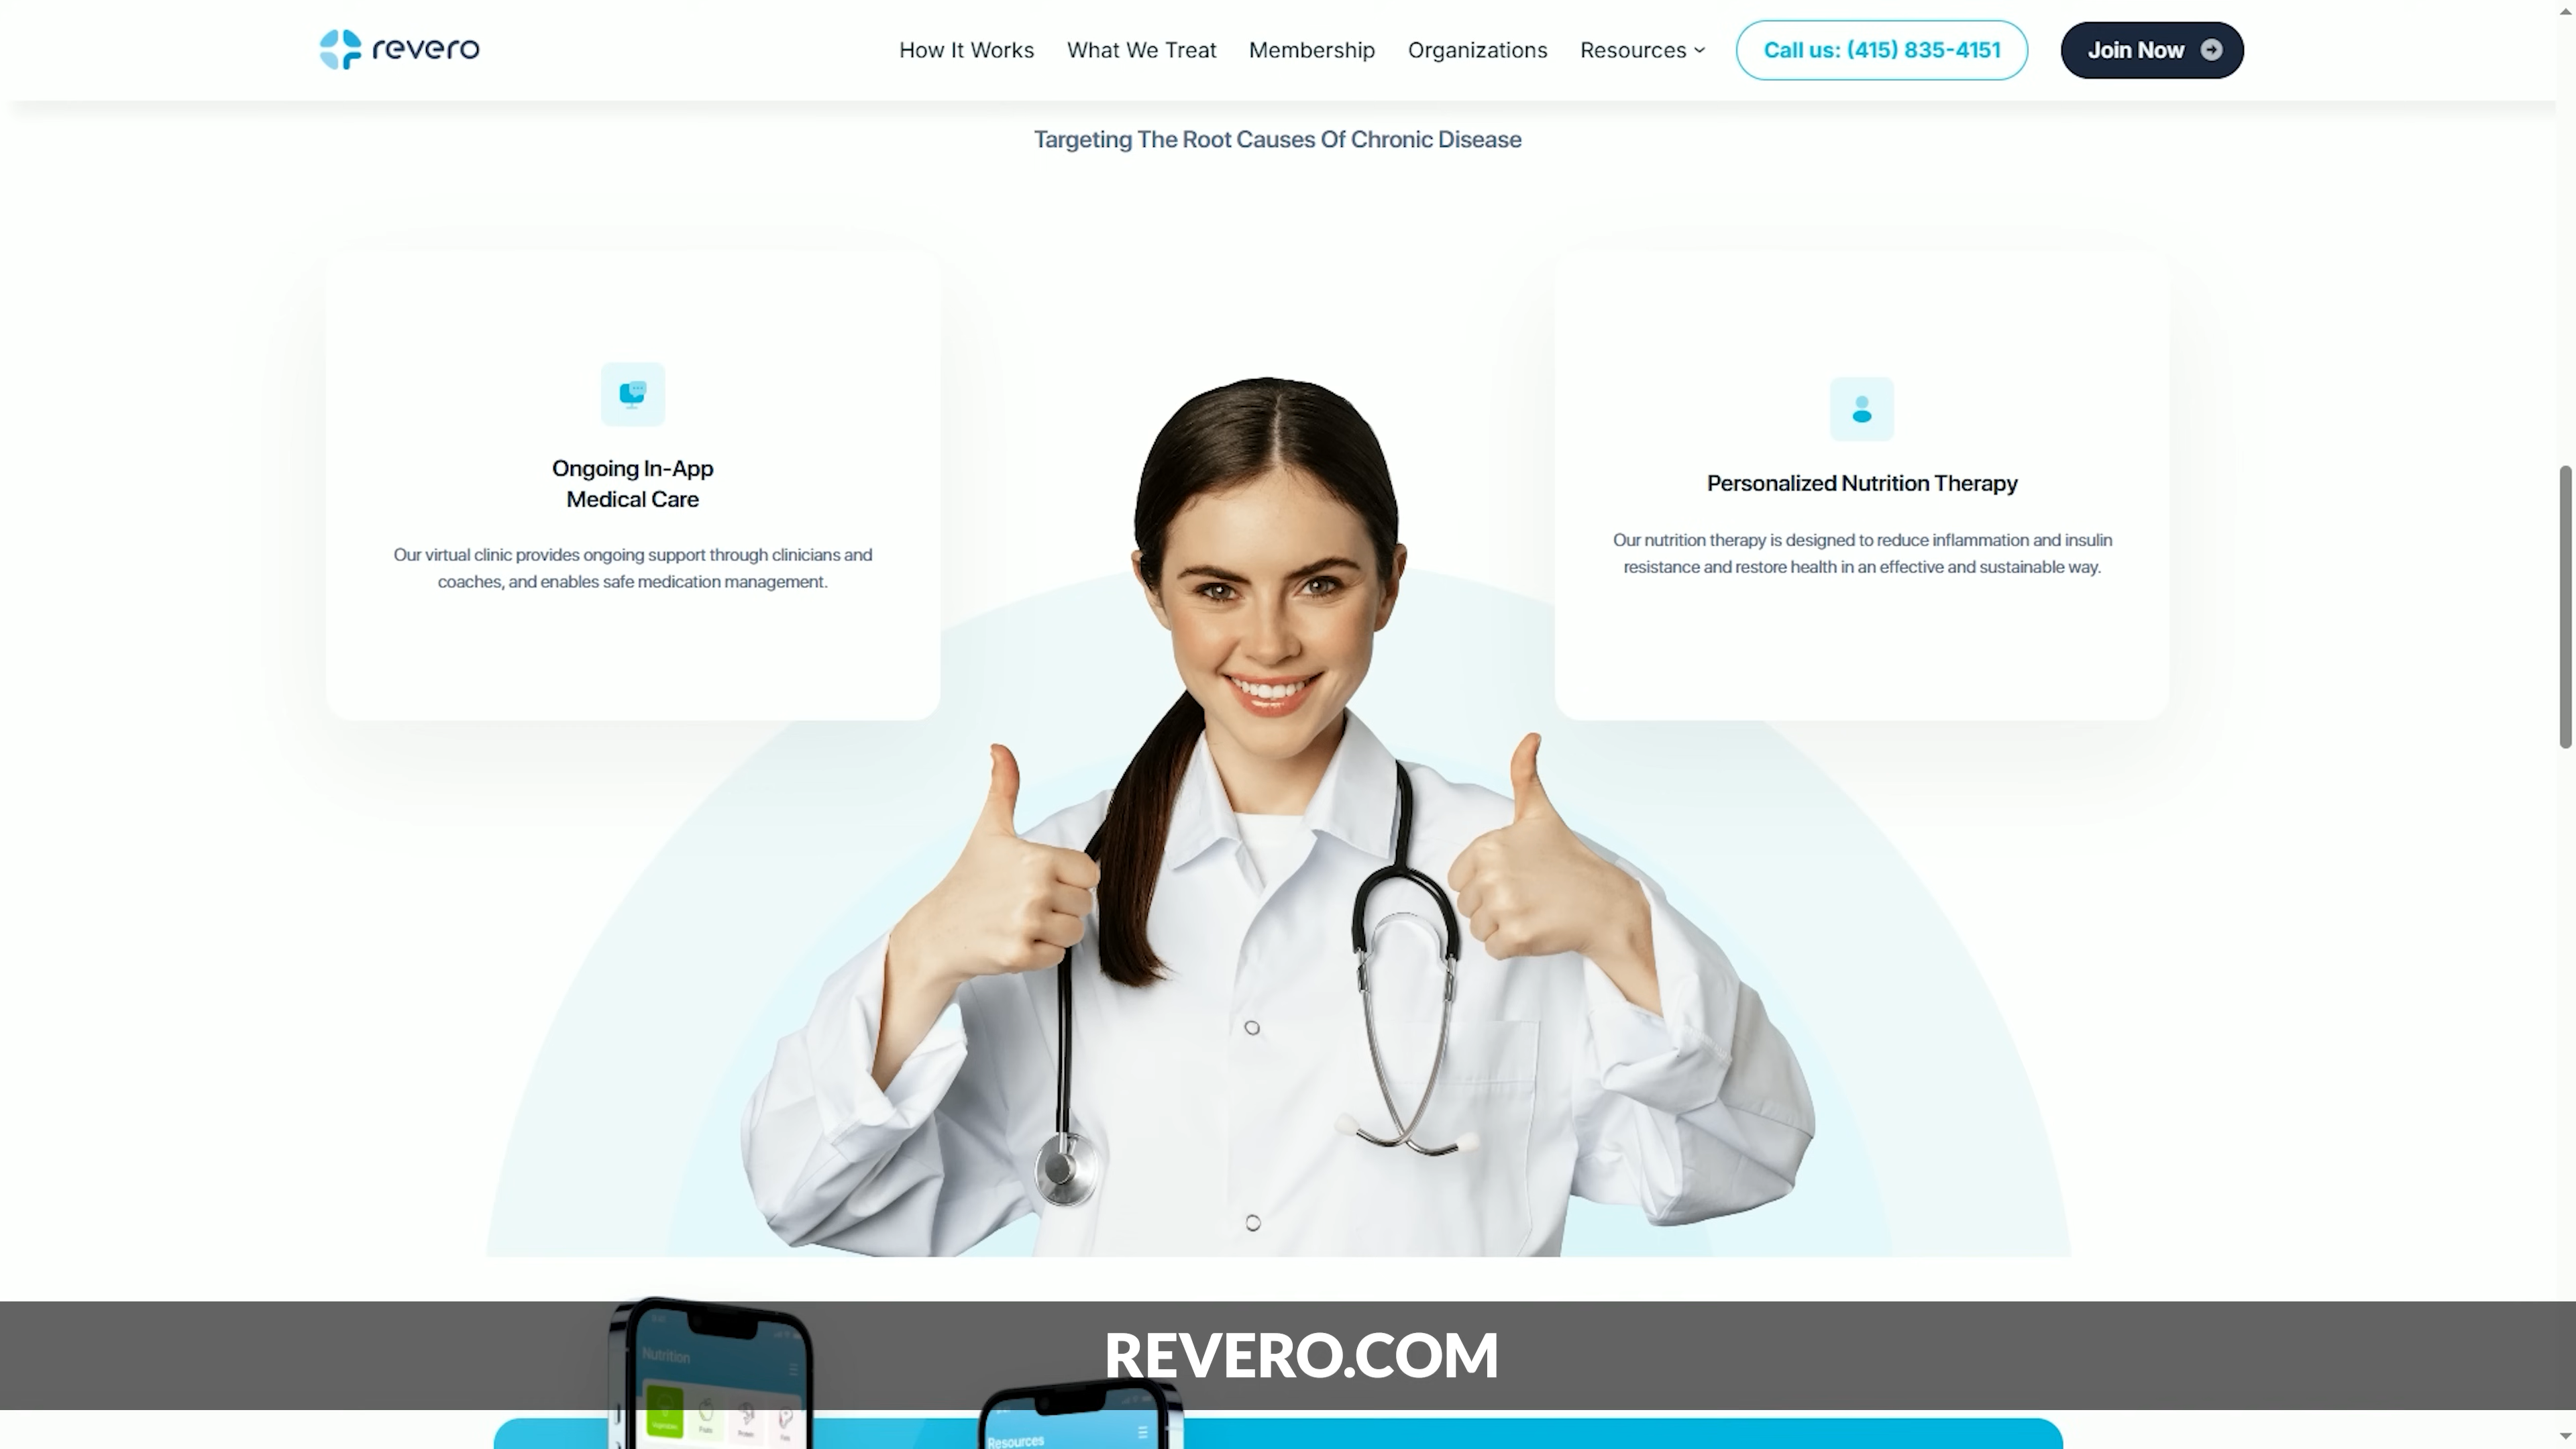 revero
How It Works
What We Treat
Membership
Organizations
Resources
Call us: (415) 835-4151
Join Now
Targeting The Root Causes Of Chronic Disease
Ongoing In-App
Medical Care
Our virtual clinic provides ongoing support through clinicians and
coaches, and enables safe medication management.
Personalized Nutrition Therapy
Our nutrition therapy is designed to reduce inflammation and insulin
resistance and restore health in an effective and sustainable way.
REVERO.COM
Nutrition
Resources